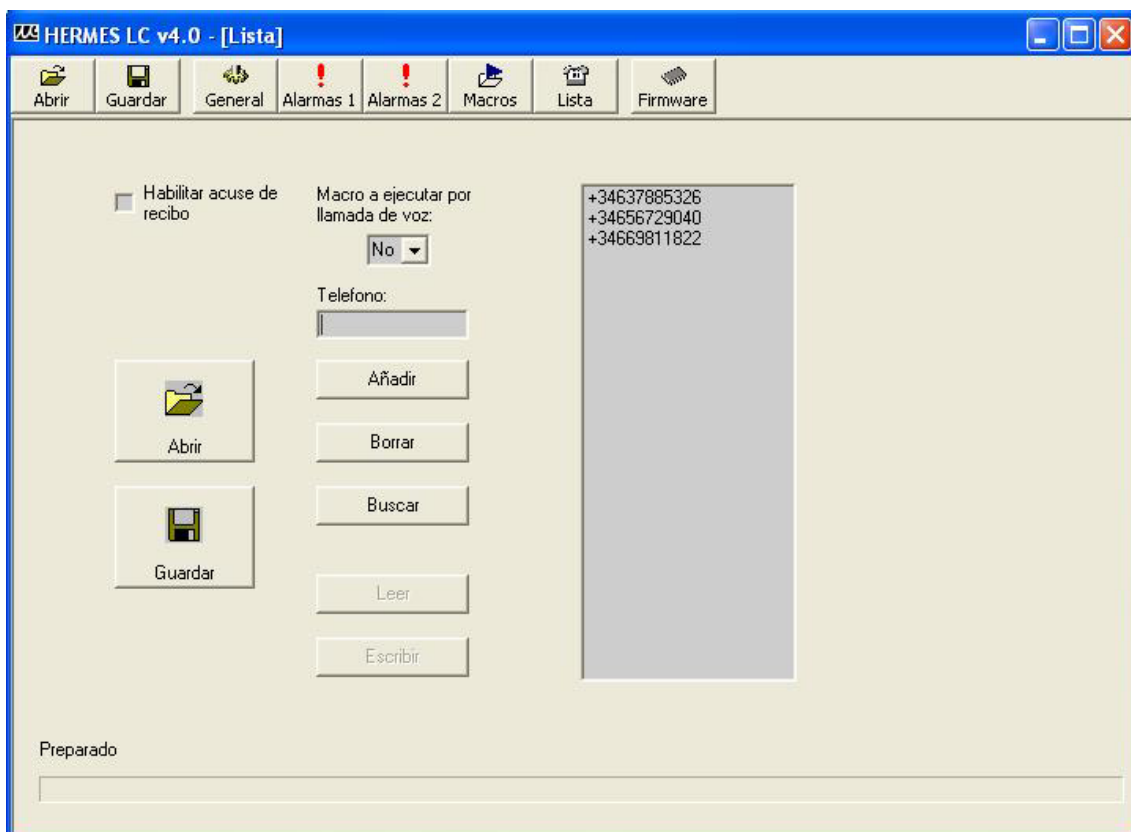 HERMES LC v4.0 - [Lista]
Abrir
Guardar
General
Alarmas 1
Alarmas 2
Macros
Lista
Firmware
Habilitar acuse de
recibo
Macro a ejecutar por
llamada de voz:
No
Telefono:
Añadir
Borrar
Buscar
Leer
Escribir
Abrir
Guardar
+34637885326
+34656729040
+34669811822
Preparado